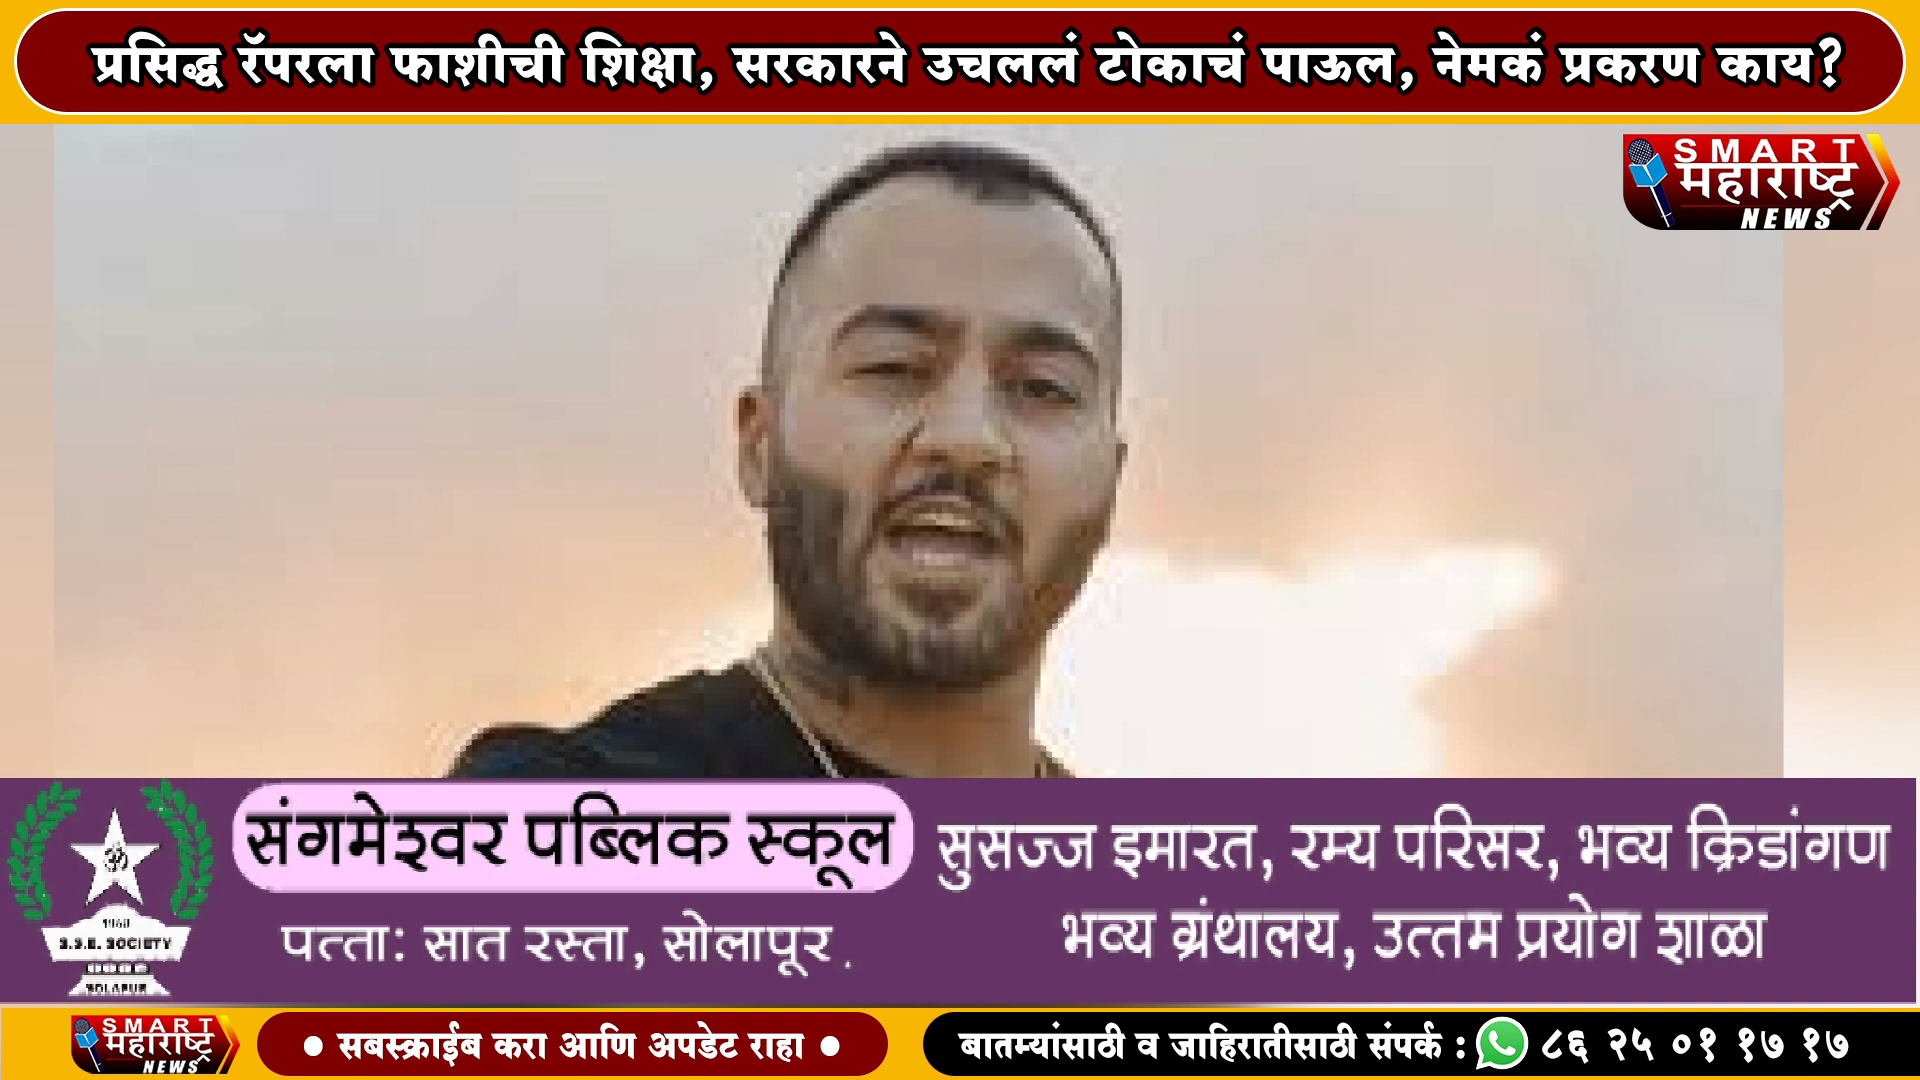 प्रसिद्ध रॅपरला फाशीची शिक्षा, सरकारने उचललं टोकाचं पाऊल, नेमकं प्रकरण काय?
SMART
महाराष्ट्र
NEWS
संगमेश्वर पब्लिक स्कूल
पत्ता: सात रस्ता, सोलापूर .
सुसज्ज इमारत, रम्य परिसर, भव्य क्रिडांगण
भव्य ग्रंथालय, उत्तम प्रयोग शाळा
ॐ
S.S.E. SOCIETY
SOLAPUR
SMART
महाराष्ट्र
NEWS
• सबस्क्राईब करा आणि अपडेट राहा •
बातम्यांसाठी व जाहिरातीसाठी संपर्क : ८६ २५ ०१ १७ १७